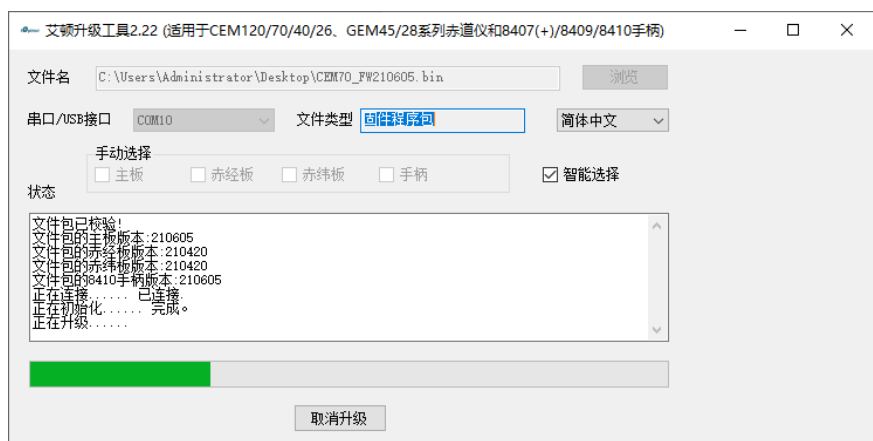 艾顿升级工具2.22 (适用于CEM120/70/40/26、GEM45/28系列赤道仪和8407(+)/8409/8410手柄)
文件名 C:\Users\Administrator\Desktop\CEM70_FW210605.bin 浏览
串口/USB接口 COM10 文件类型 固件程序包 简体中文
手动选择
主板 赤经板 赤纬板 手柄 智能选择
状态
文件包已校验!
文件包的主板版本:210605
文件包的赤经板版本:210420
文件包的赤纬板版本:210420
文件包的8410手柄版本:210605
正在连接...... 已连接.
正在初始化...... 完成。
正在升级......
取消升级